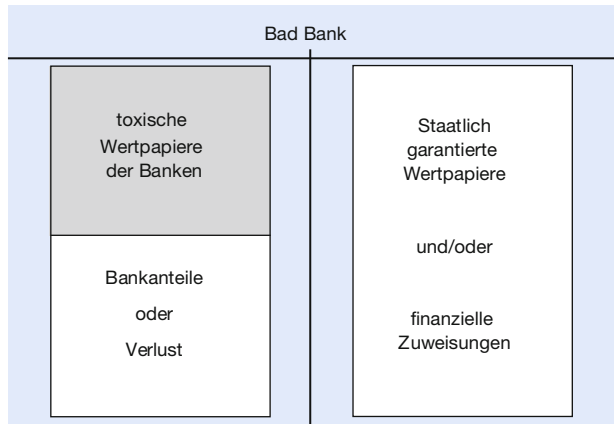 Bad Bank
toxische
Wertpapiere
der Banken
Bankanteile
oder
Verlust
Staatlich
garantierte
Wertpapiere
und/oder
finanzielle
Zuweisungen